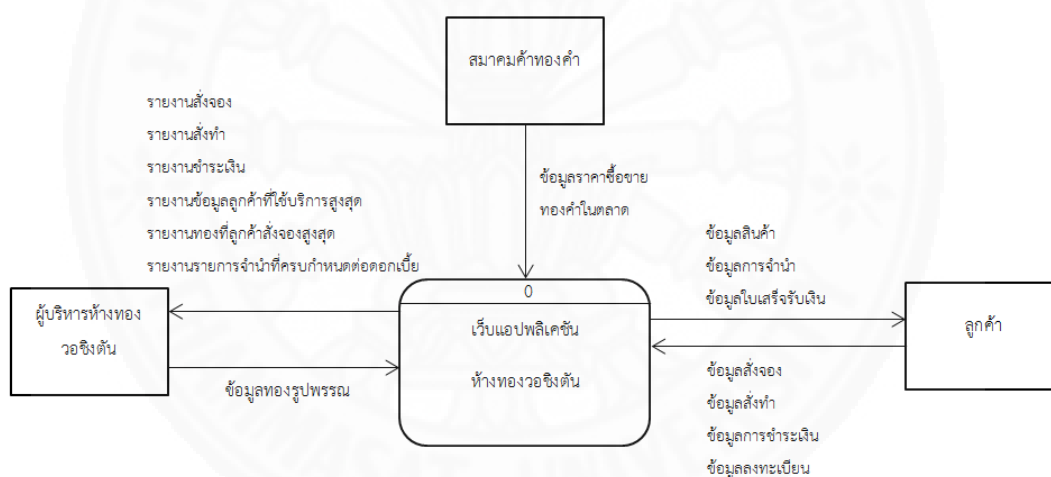 สมาคมค้าทองคำ
รายงานสั่งจอง
รายงานสั่งทำ
รายงานชำระเงิน
รายงานข้อมูลลูกค้าที่ใช้บริการสูงสุด
รายงานทองที่ลูกค้าสั่งจองสูงสุด
รายงานรายการจำนำที่ครบกำหนดต่อดอกเบี้ย
ข้อมูลราคาซื้อขาย
ทองคำในตลาด
ข้อมูลสินค้า
ข้อมูลการจำนำ
ข้อมูลใบเสร็จรับเงิน
ผู้บริหารห้างทอง
วอชิงตัน
0
เว็บแอปพลิเคชัน
ห้างทองวอชิงตัน
ลูกค้า
ข้อมูลทองรูปพรรณ
ข้อมูลสั่งจอง
ข้อมูลสั่งทำ
ข้อมูลการชำระเงิน
ข้อมูลลงทะเบียน